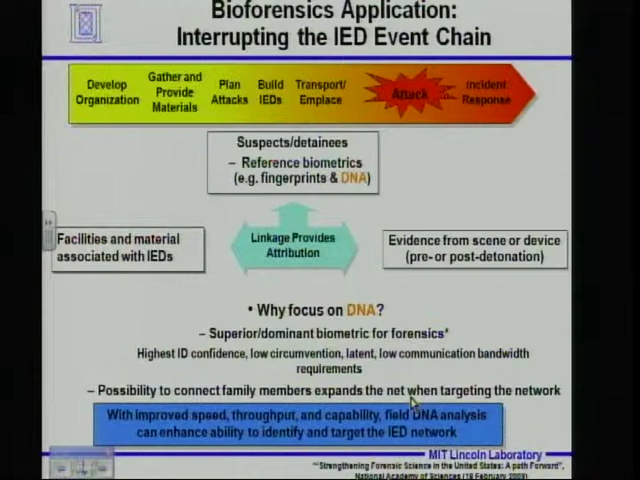 Bioforensics Application:
Interrupting the IED Event Chain
Develop Organization
Gather and Provide Materials
Plan Attacks
Build IEDs
Transport/ Emplace
Attack
Incident Response
Suspects/detainees
– Reference biometrics
(e.g. fingerprints & DNA)
Facilities and material
associated with IEDs
Linkage Provides
Attribution
Evidence from scene or device
(pre- or post-detonation)
• Why focus on DNA?
– Superior/dominant biometric for forensics*
Highest ID confidence, low circumvention, latent, low communication bandwidth
requirements
– Possibility to connect family members expands the net when targeting the network
With improved speed, throughput, and capability, field DNA analysis
can enhance ability to identify and target the IED network
MIT Lincoln Laboratory
*"Strengthening Forensic Science in the United States: A path Forward",
National Academy of Sciences (18 February 2009)